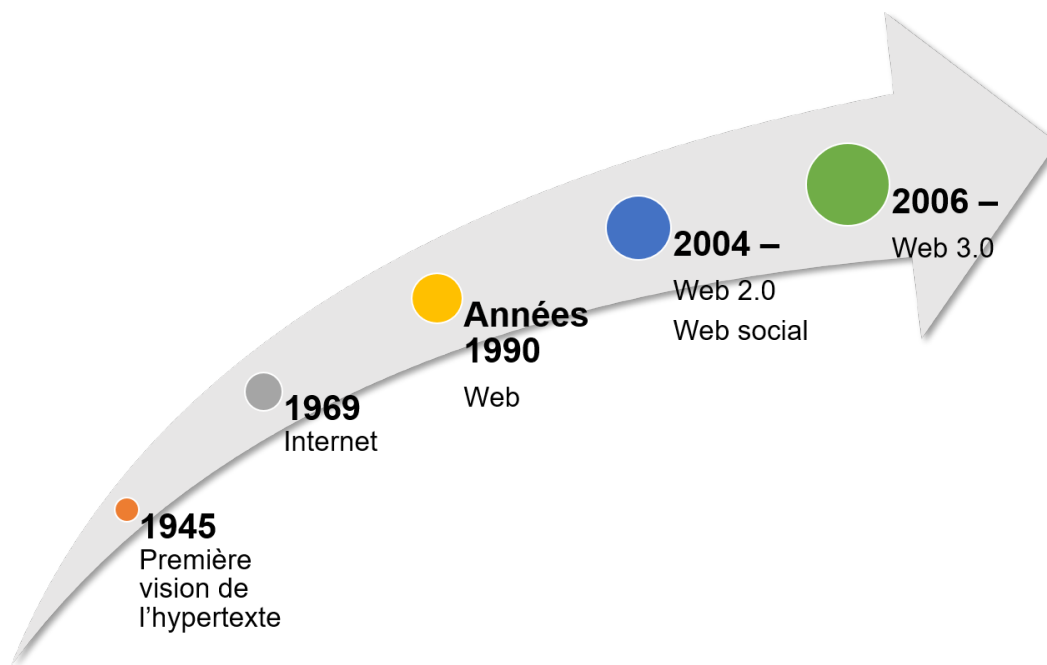 1945
Première
vision de
l’hypertexte
1969
Internet
Années
1990
Web
2004 –
Web 2.0
Web social
2006 –
Web 3.0